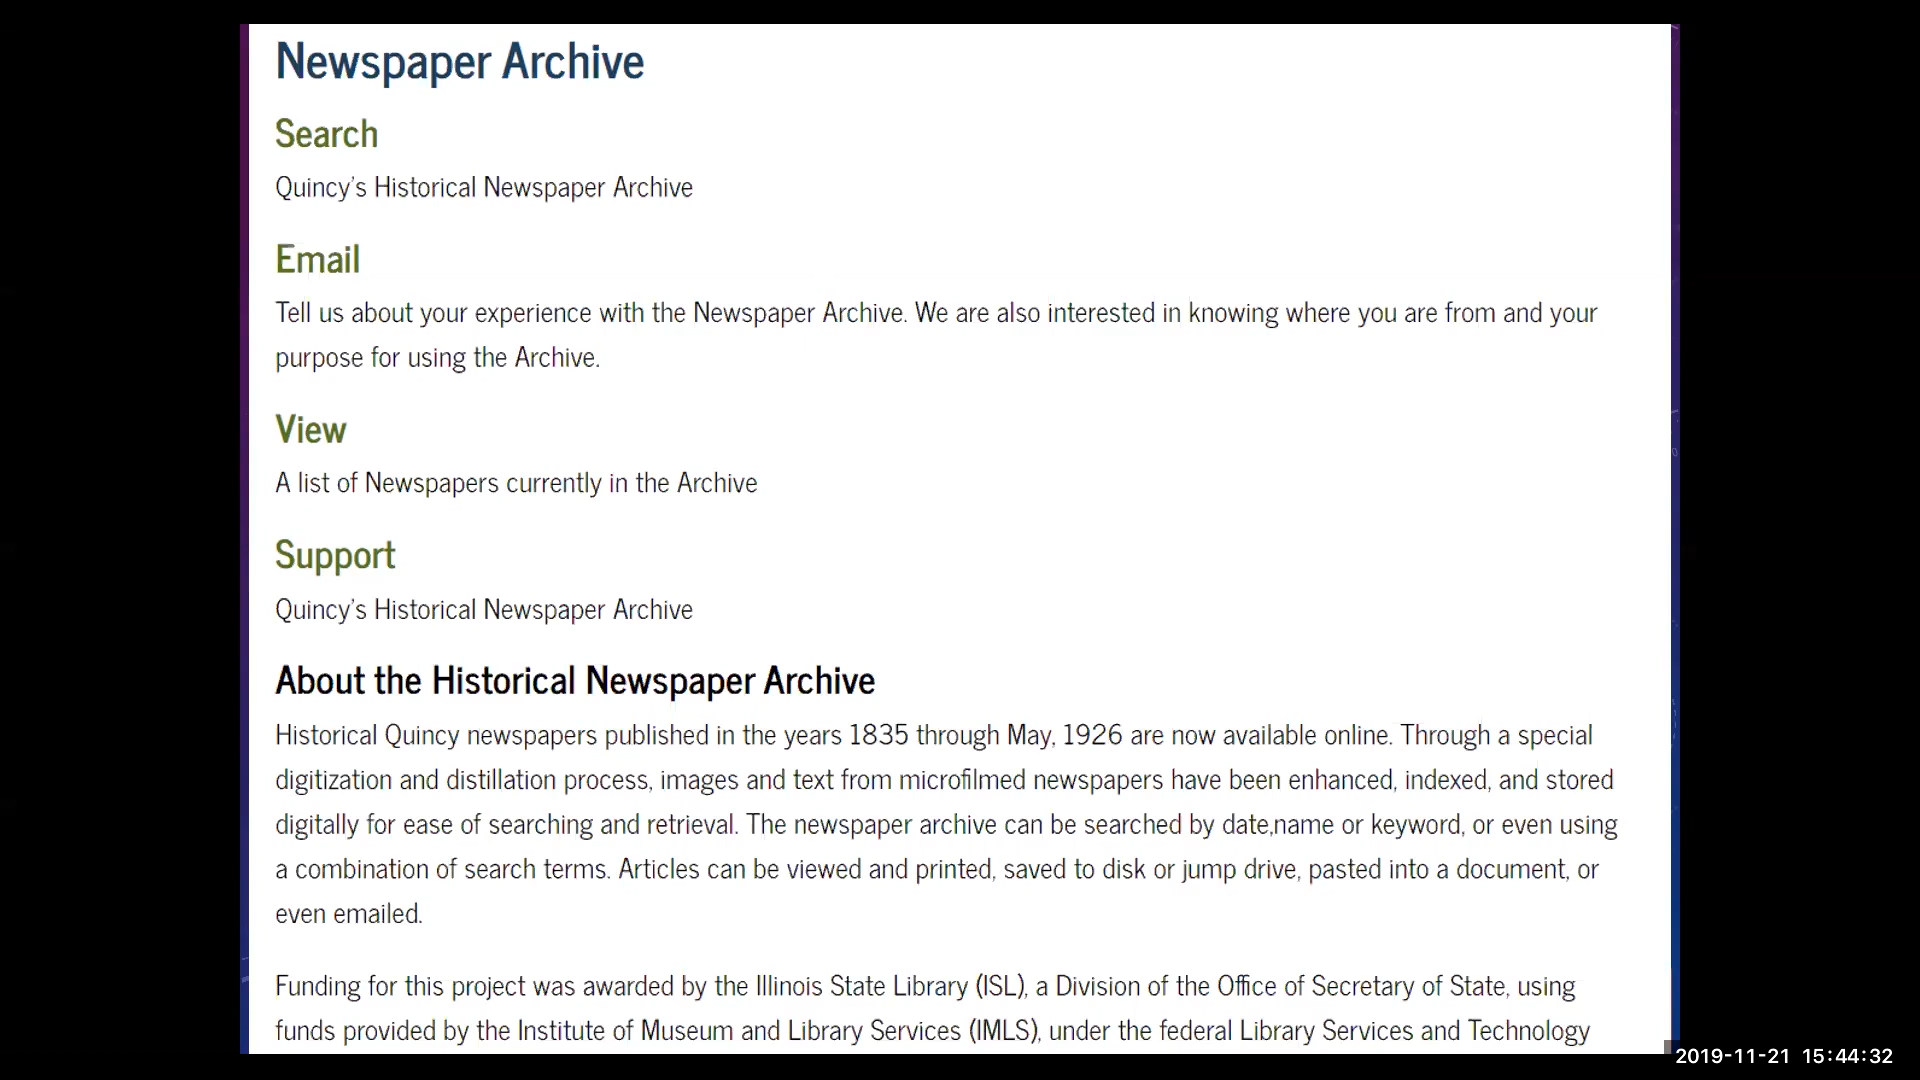 Newspaper Archive
Search
Quincy's Historical Newspaper Archive
Email
Tell us about your experience with the Newspaper Archive. We are also interested in knowing where you are from and your
purpose for using the Archive.
View
A list of Newspapers currently in the Archive
Support
Quincy's Historical Newspaper Archive
About the Historical Newspaper Archive
Historical Quincy newspapers published in the years 1835 through May, 1926 are now available online. Through a special
digitization and distillation process, images and text from microfilmed newspapers have been enhanced, indexed, and stored
digitally for ease of searching and retrieval. The newspaper archive can be searched by date,name or keyword, or even using
a combination of search terms. Articles can be viewed and printed, saved to disk or jump drive, pasted into a document, or
even emailed.
Funding for this project was awarded by the Illinois State Library (ISL), a Division of the Office of Secretary of State, using
funds provided by the Institute of Museum and Library Services (IMLS), under the federal Library Services and Technology
2019-11-21 15:44:32